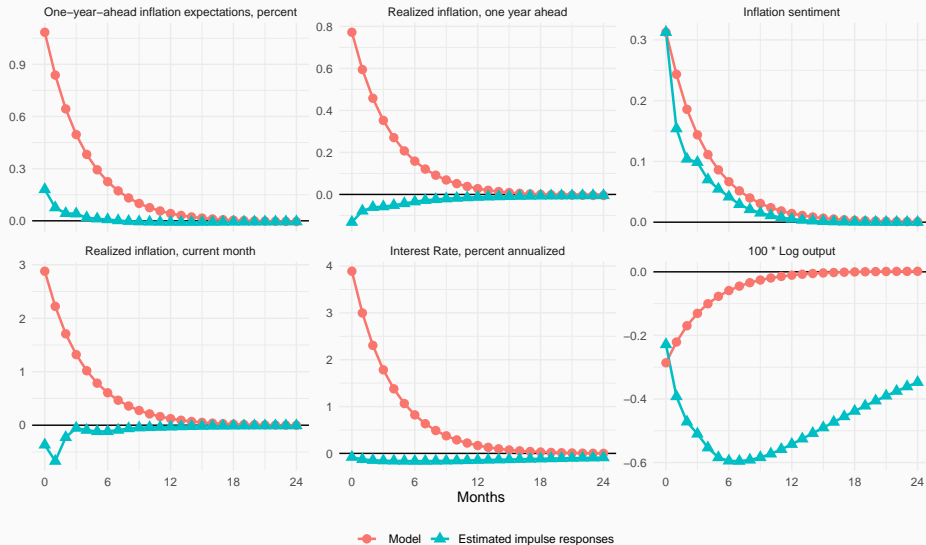 One−year−ahead inflation expectations, percent
Realized inflation, one year ahead
Inflation sentiment
0.9
0.6
0.3
0.0
0.8
0.6
0.4
0.2
0.0
0.3
0.2
0.1
0.0
Realized inflation, current month
Interest Rate, percent annualized
100 * Log output
3
2
1
0
4
3
2
1
0
0.0
−0.2
−0.4
−0.6
0 6 12 18 24
0 6 12 18 24
0 6 12 18 24
Months
Model Estimated impulse responses